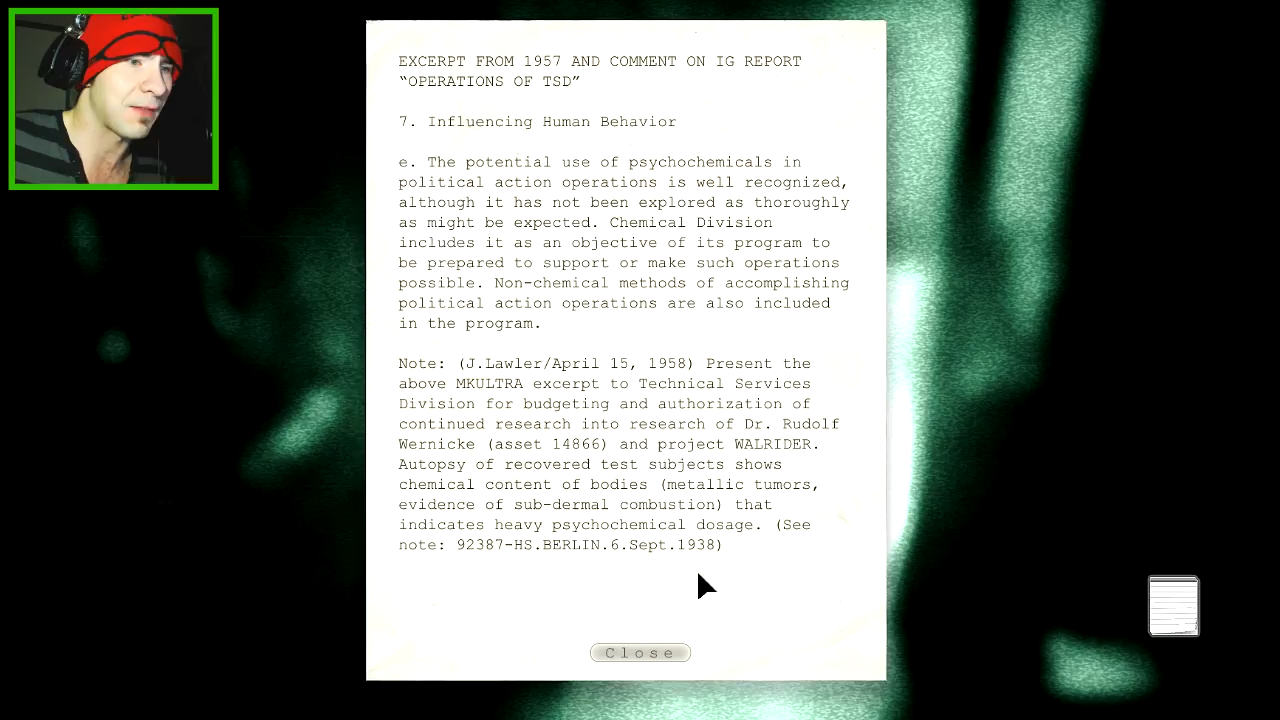 EXCERPT FROM 1957 AND COMMENT ON IG REPORT
“OPERATIONS OF TSD”
7. Influencing Human Behavior
e. The potential use of psychochemicals in
political action operations is well recognized,
although it has not been explored as thoroughly
as might be expected. Chemical Division
includes it as an objective of its program to
be prepared to support or make such operations
possible. Non-chemical methods of accomplishing
political action operations are also included
in the program.
Note: (J.Lawler/April 15, 1958) Present the
above MKULTRA excerpt to Technical Services
Division for budgeting and authorization of
continued research into research of Dr. Rudolf
Wernicke (asset 14866) and project WALRIDER.
Autopsy of recovered test subjects shows
chemical content of bodies (metallic tumors,
evidence of sub-dermal combustion) that
indicates heavy psychochemical dosage. (See
note: 92387-HS.BERLIN.6.Sept.1938)
Close